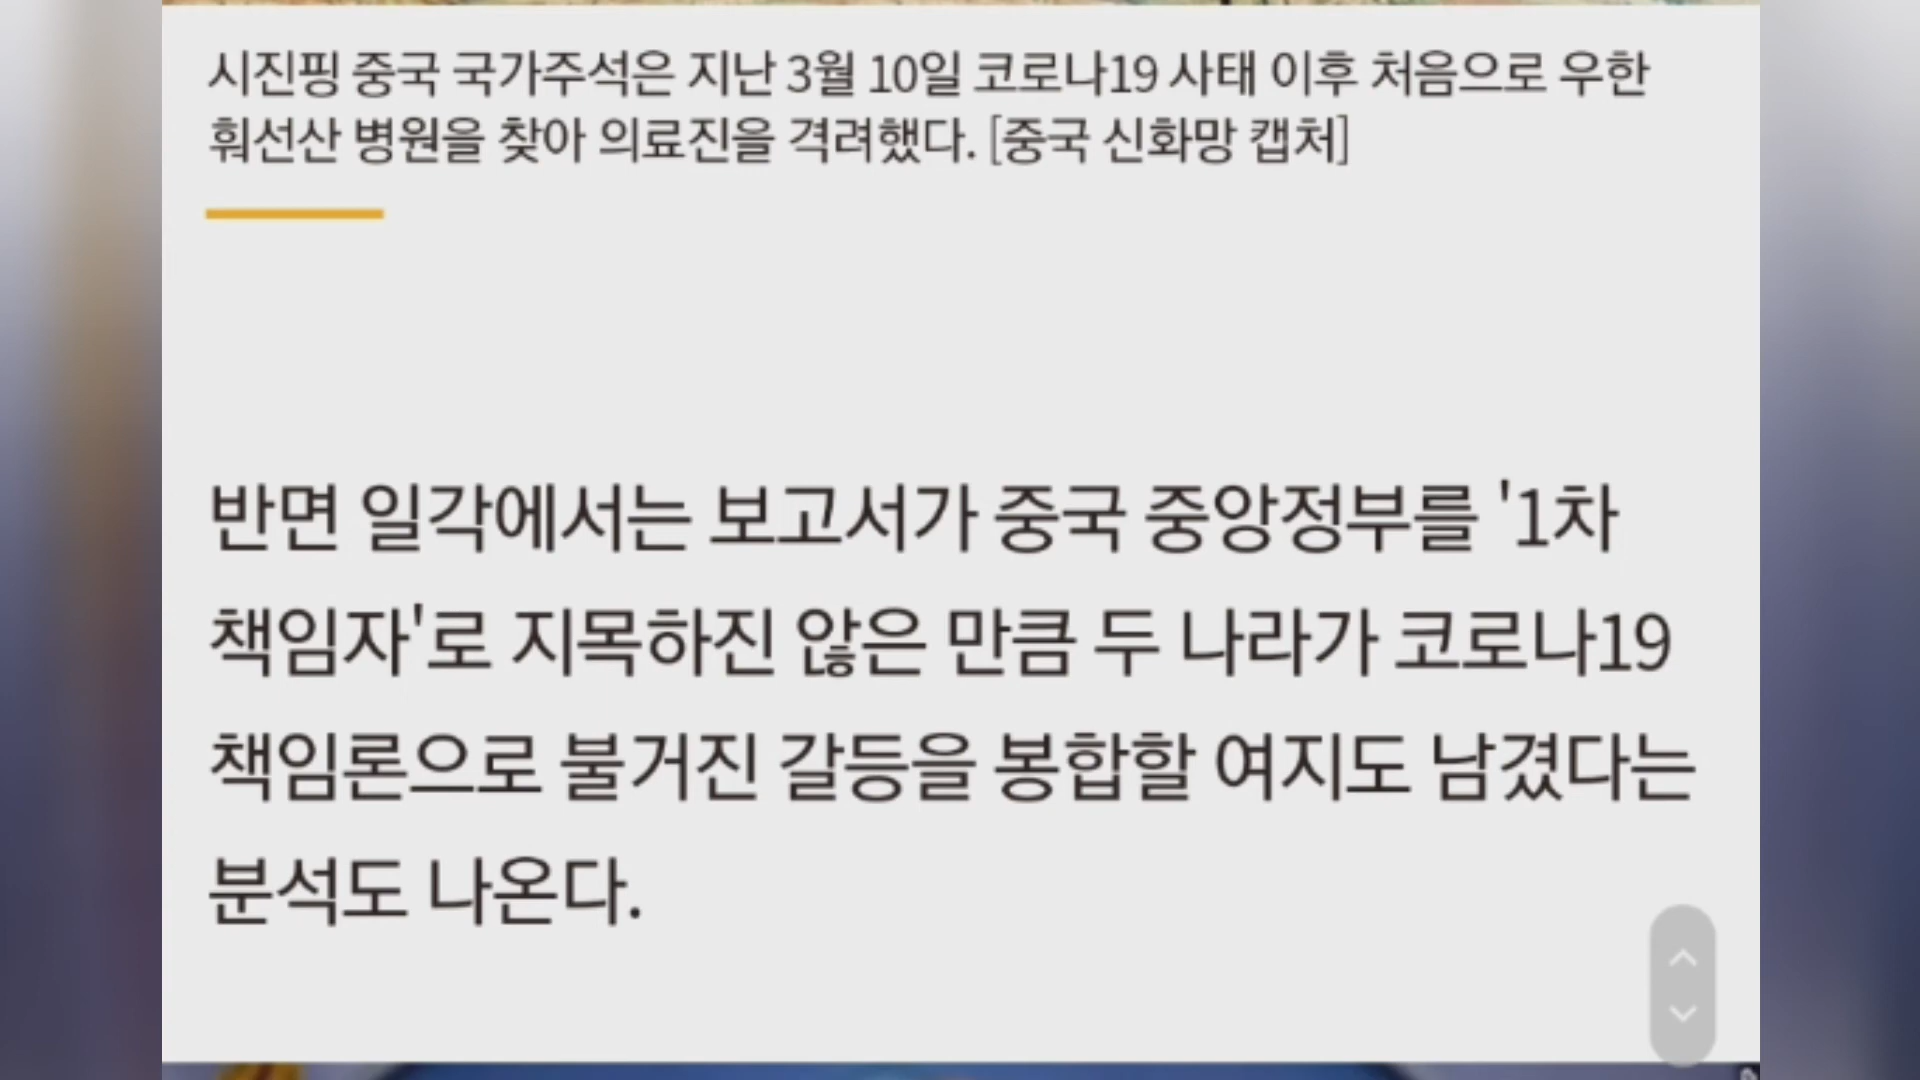 시진핑 중국 국가주석은 지난 3월 10일 코로나19 사태 이후 처음으로 우한
훠선산 병원을 찾아 의료진을 격려했다. [중국 신화망 캡처]
반면 일각에서는 보고서가 중국 중앙정부를 '1차
책임자'로 지목하진 않은 만큼 두 나라가 코로나19
책임론으로 불거진 갈등을 봉합할 여지도 남겼다는
분석도 나온다.